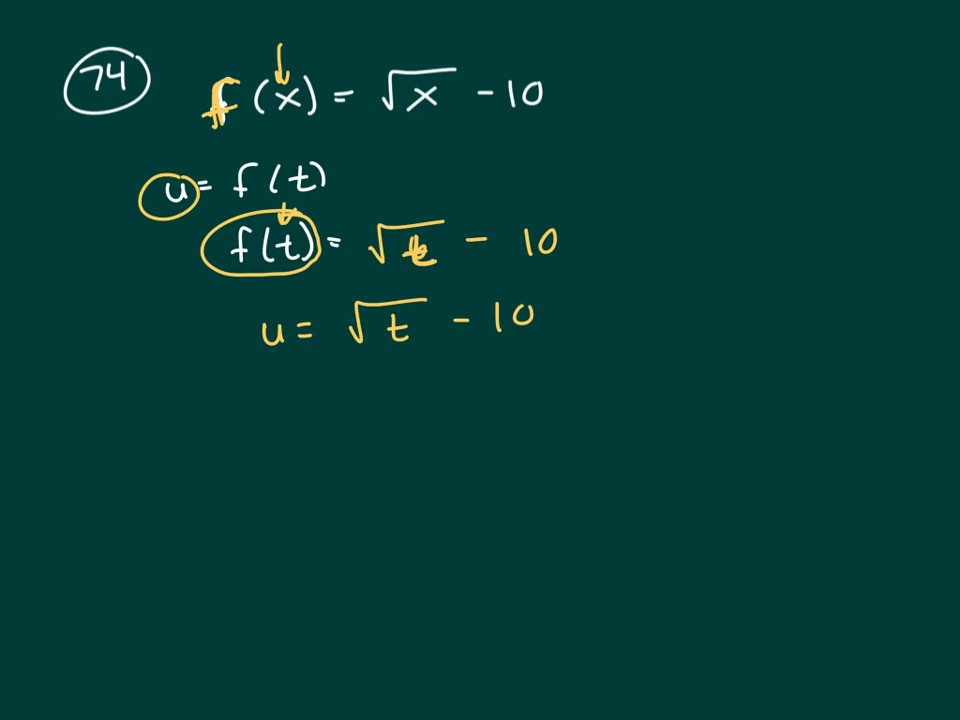 74 f(x) = √x - 10
u = f(t)
f(t) = √t - 10
u = √t - 10